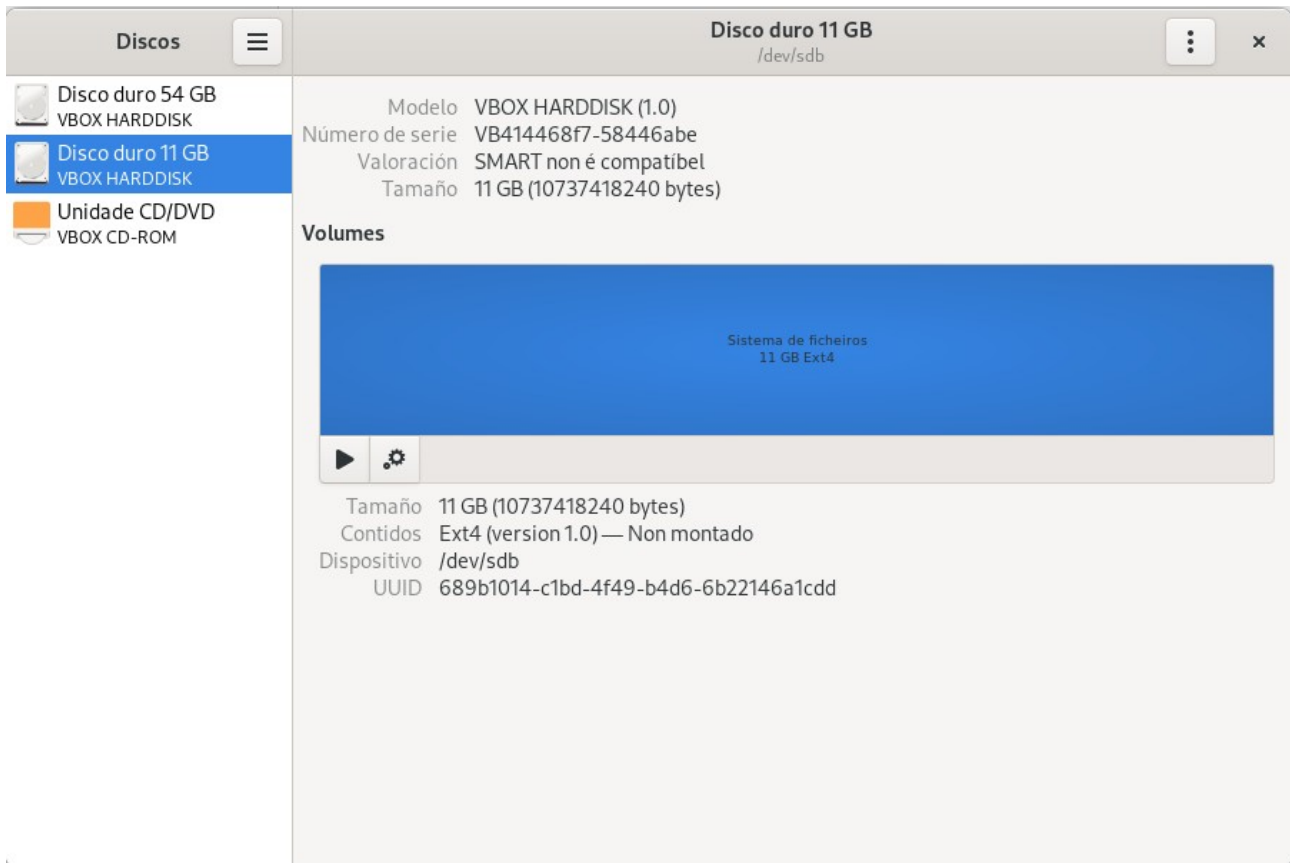 Discos
Disco duro 11 GB
/dev/sdb
Disco duro 54 GB
VBOX HARDDISK
Disco duro 11 GB
VBOX HARDDISK
Unidade CD/DVD
VBOX CD-ROM
Modelo VBOX HARDDISK (1.0)
Número de serie VB414468f7-58446abe
Valoración SMART non é compatíbel
Tamaño 11 GB (10737418240 bytes)
Volumes
Sistema de ficheiros
11 GB Ext4
Tamaño 11 GB (10737418240 bytes)
Contidos Ext4 (version 1.0) — Non montado
Dispositivo /dev/sdb
UUID 689b1014-c1bd-4f49-b4d6-6b22146a1cdd